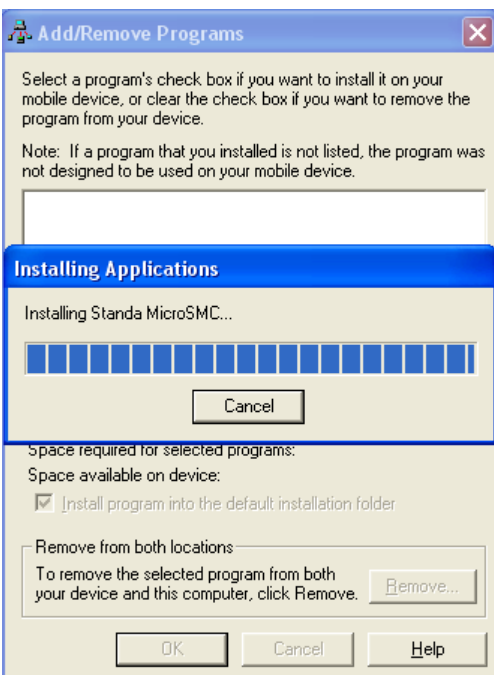 Add/Remove Programs
Select a program's check box if you want to install it on your
mobile device, or clear the check box if you want to remove the
program from your device.
Note: If a program that you installed is not listed, the program was
not designed to be used on your mobile device.
Installing Applications
Installing Standa MicroSMC...
Cancel
Space required for selected programs:
Space available on device:
Install program into the default installation folder
Remove from both locations
To remove the selected program from both
your device and this computer, click Remove.
Remove...
OK
Cancel
Help